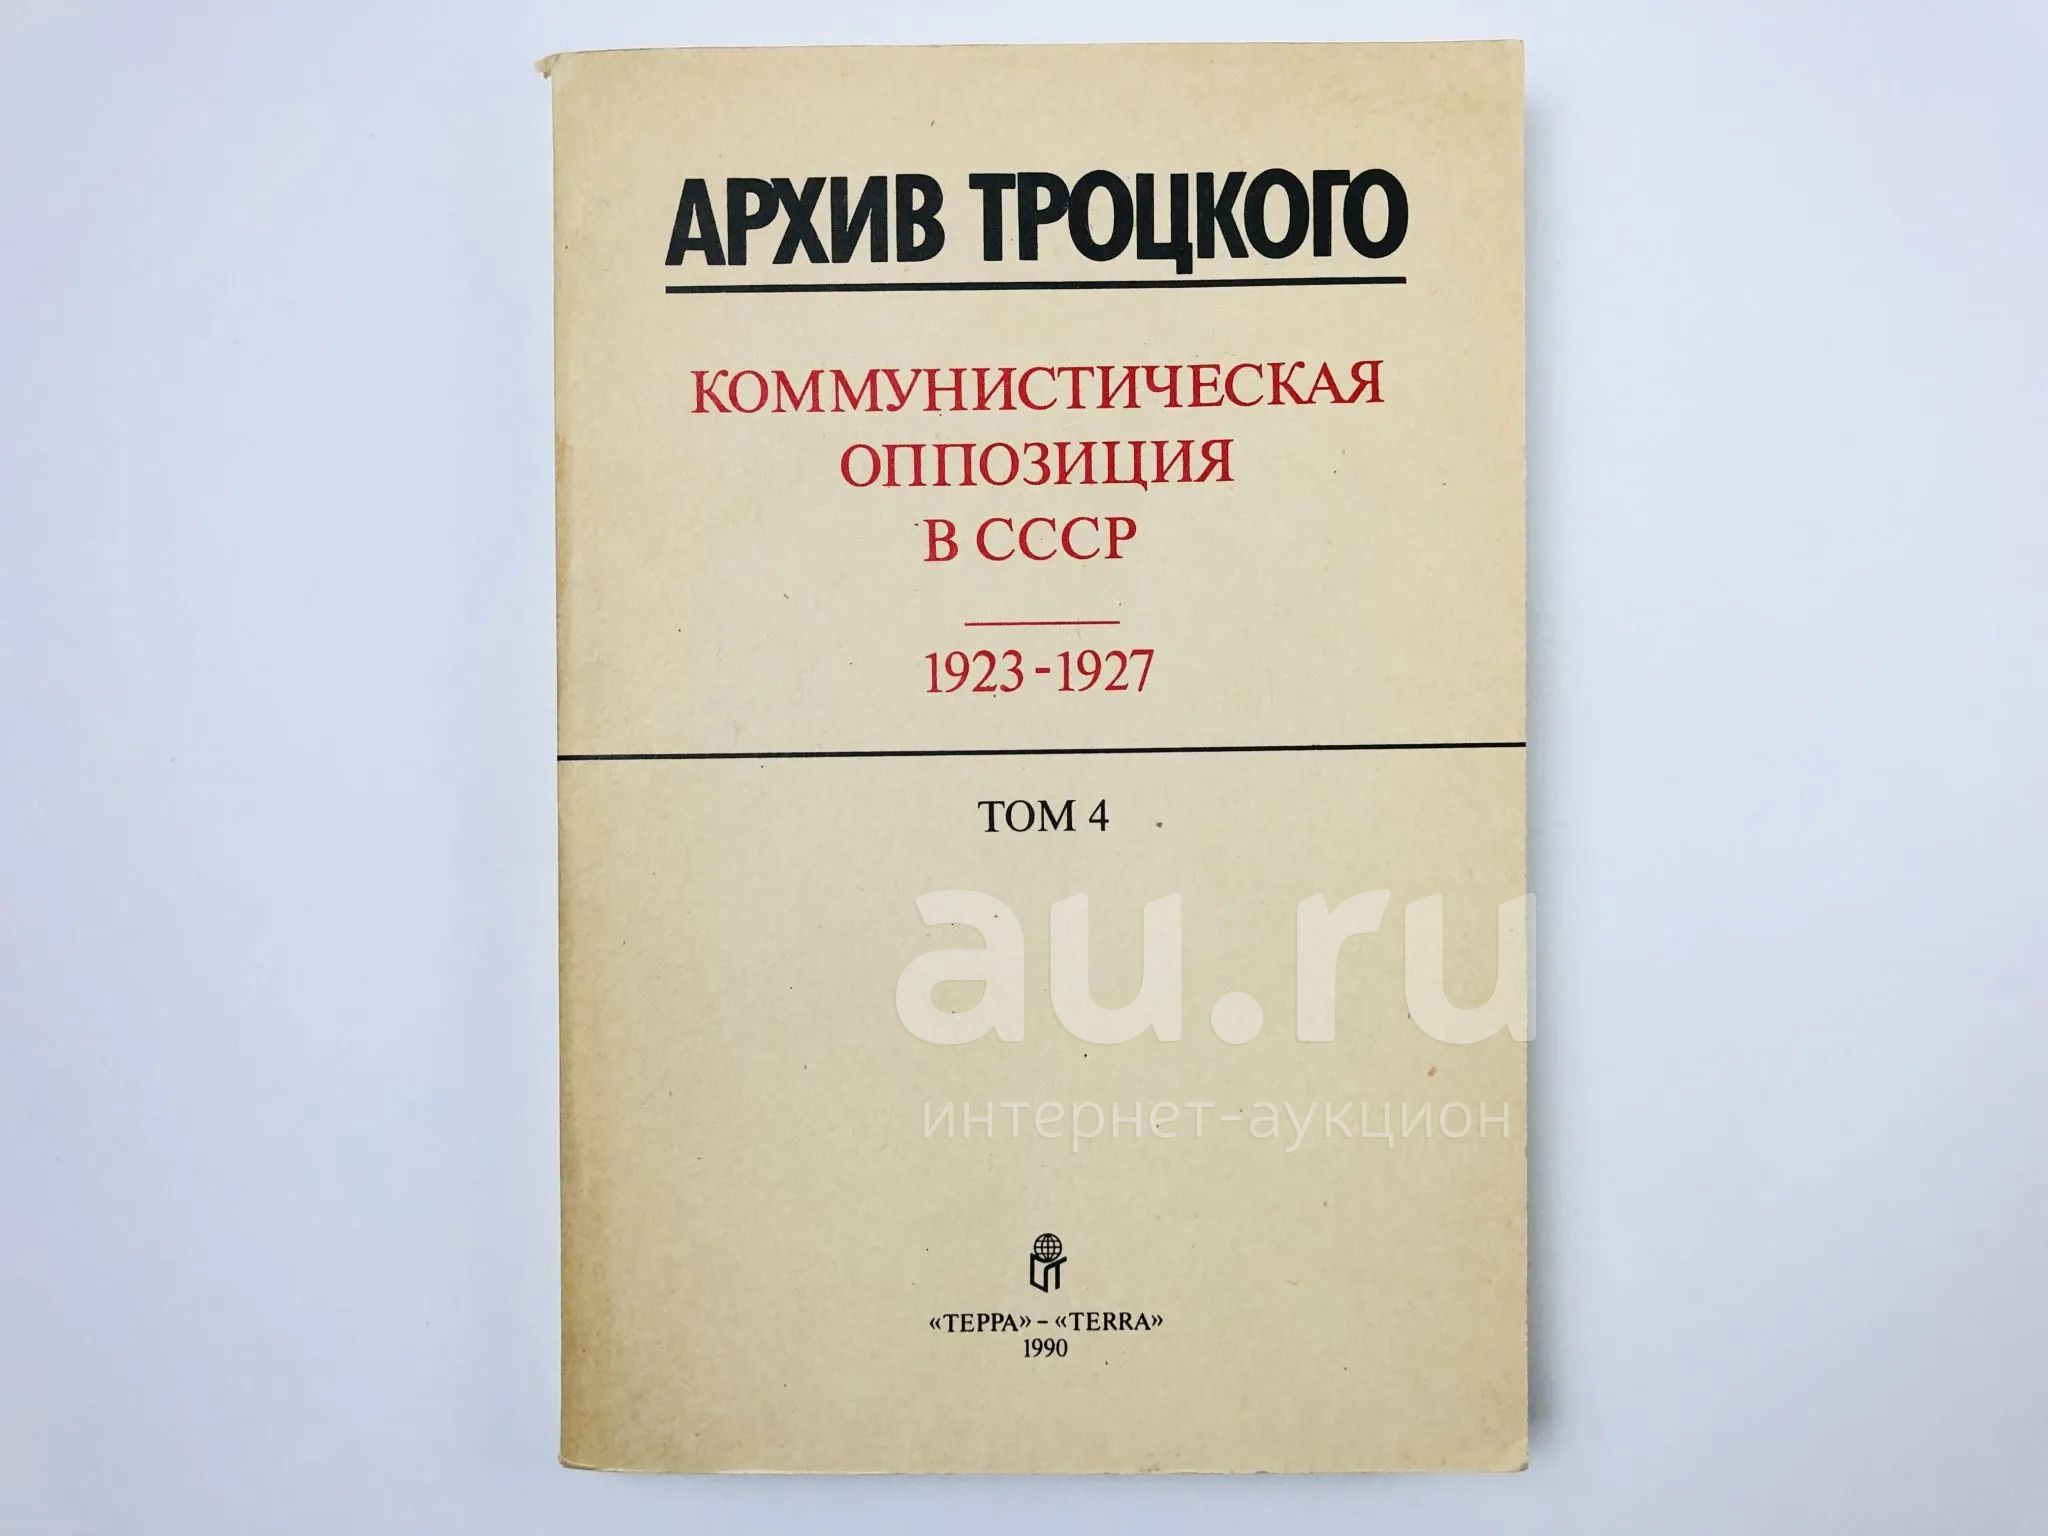 АРХИВ ТРОЦКОГО
КОММУНИСТИЧЕСКАЯ
ОППОЗИЦИЯ
В СССР
1923-1927
ТОМ 4
au.ru
интернет-аукцион
«ТЕРРА» - «TERRA»
1990